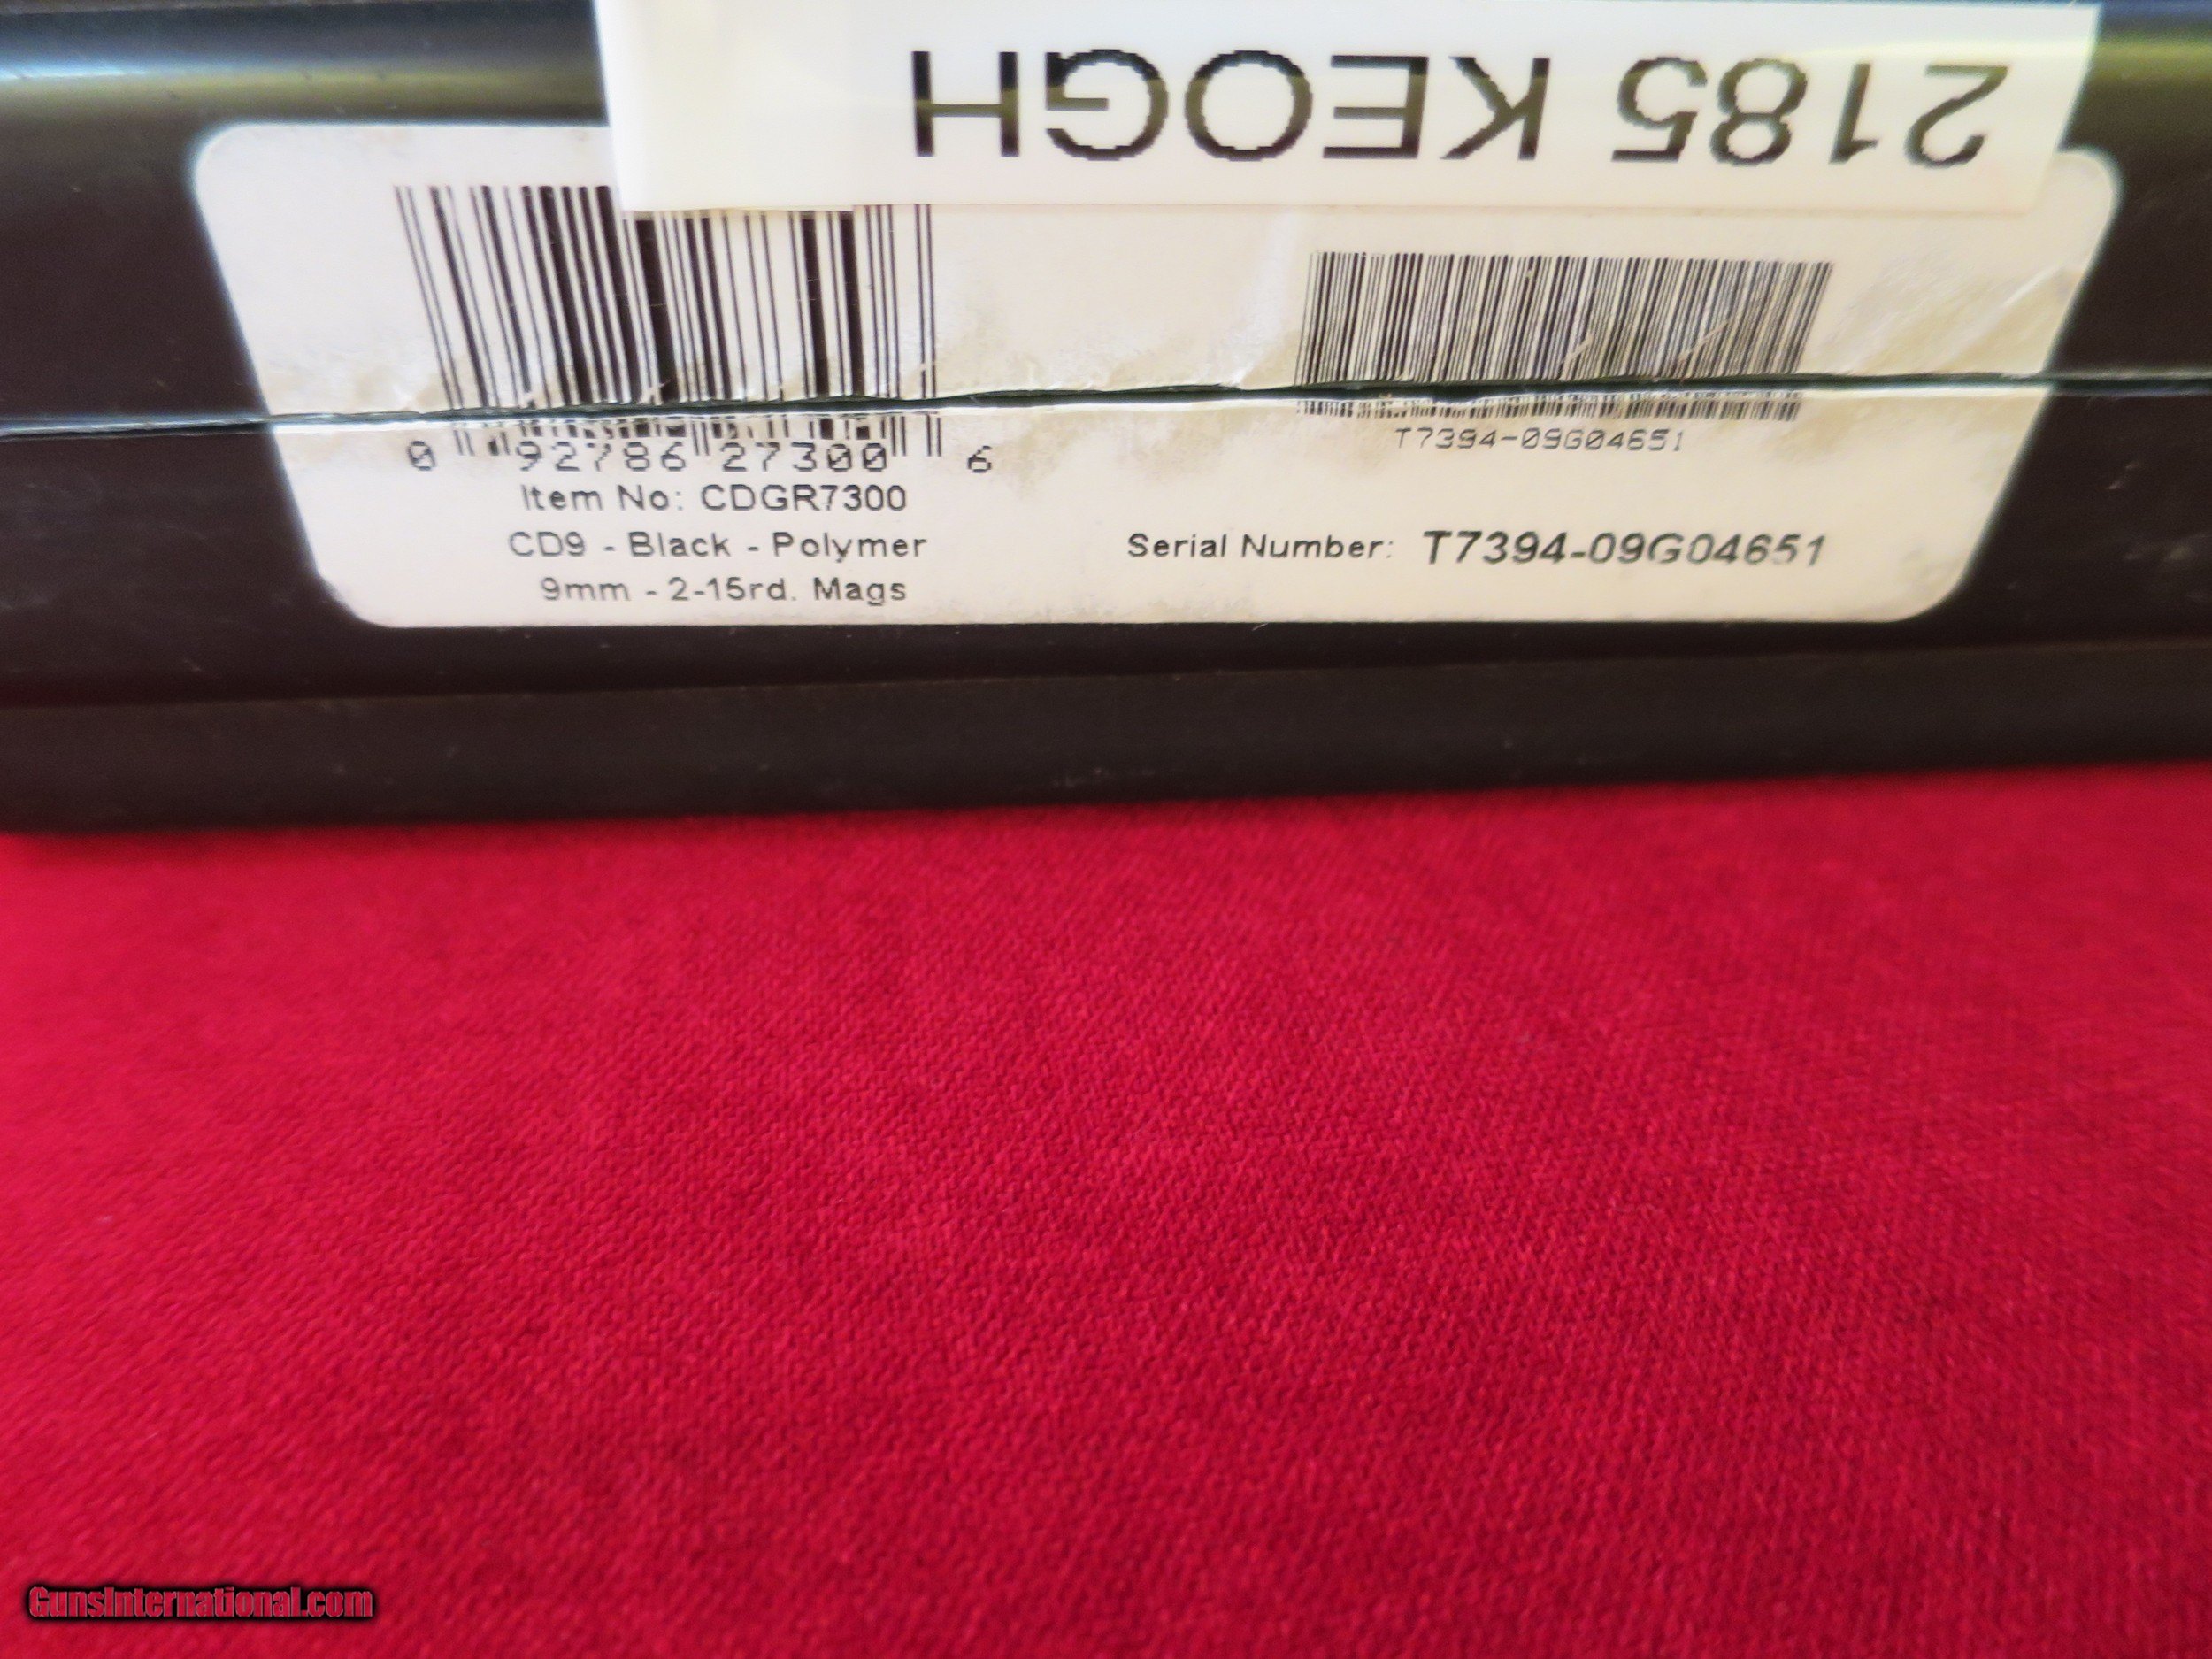 2185 KEOGH
0 92786 27300 6
Item No: CDGR7300
CD9 - Black - Polymer
9mm - 2-15rd. Mags
T7394-09G04651
Serial Number: T7394-09G04651
GunsInternational.com